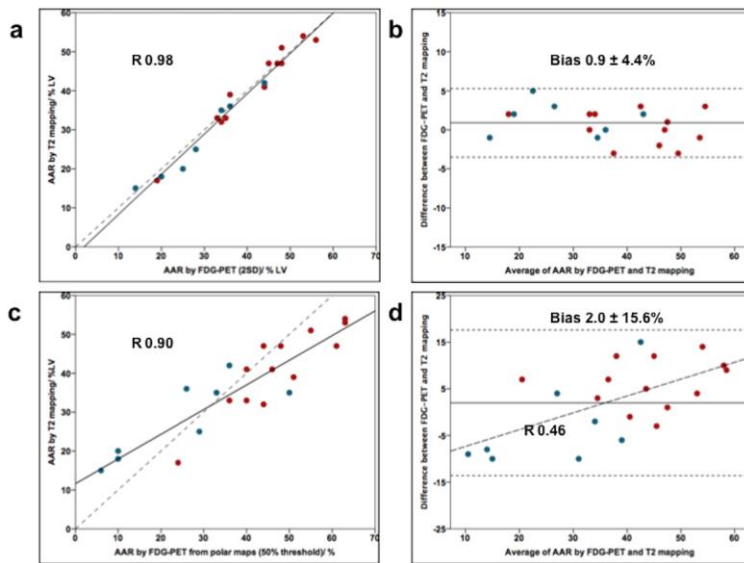 a
R 0.98
AAR by T2 mapping/ % LV
60
50
40
30
20
10
0
0 10 20 30 40 50 60 70
AAR by FDG-PET (2SD)/ % LV
b
Bias 0.9 ± 4.4%
Difference between FDG-PET and T2 mapping
15
10
5
0
-5
-10
-15
10 20 30 40 50 60
Average of AAR by FDG-PET and T2 mapping
c
R 0.90
AAR by T2 mapping/ %LV
60
50
40
30
20
10
0
0 10 20 30 40 50 60 70
AAR by FDG-PET from polar maps (50% threshold)/ %
d
Bias 2.0 ± 15.6%
R 0.46
Difference between FDG-PET and T2 mapping
25
15
5
-5
-15
-25
10 20 30 40 50 60
Average of AAR by FDG-PET and T2 mapping